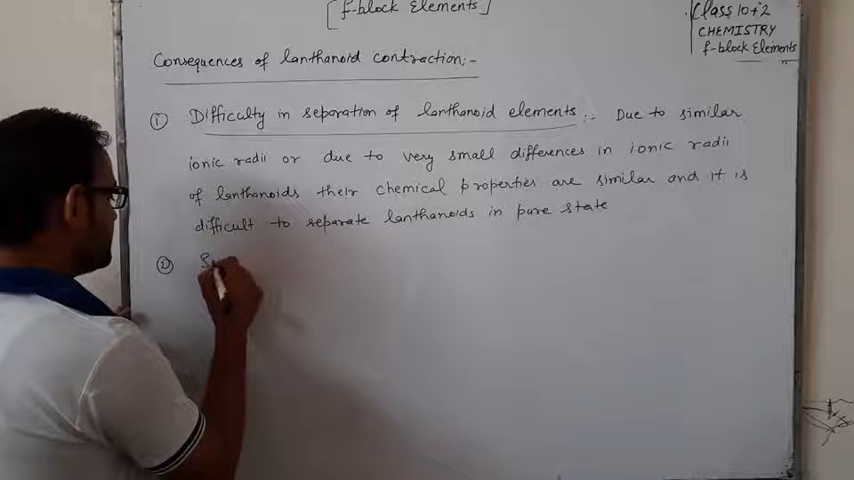 [f-block Elements]
Class 10+2
CHEMISTRY
f-block Elements
Consequences of lanthanoid contraction:-
① Difficulty in separation of lanthanoid elements :- Due to similar
ionic radii or due to very small differences in ionic radii
of lanthanoids their chemical properties are similar and it is
difficult to separate lanthanoids in pure state
②